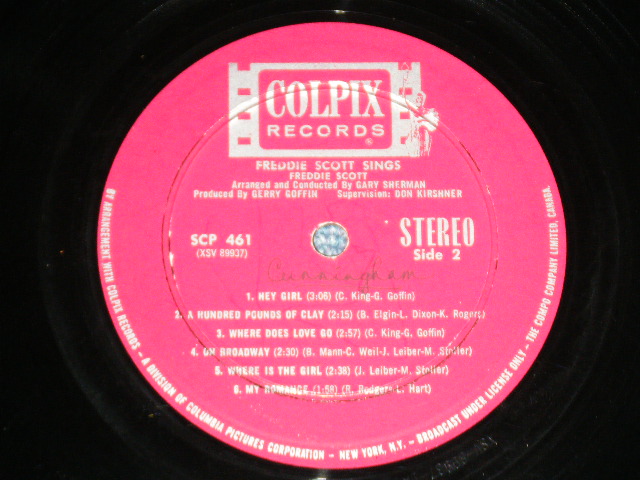 COLPIX
RECORDS
FREDDIE SCOTT SINGS
FREDDIE SCOTT
Arranged and Conducted By GARY SHERMAN
Produced By GERRY GOFFIN Supervision: DON KIRSHNER
SCP 461
(XSV 89937)
STEREO
Side 2
Cunningham
1. HEY GIRL (3:06) (C. King-G. Goffin)
2. A HUNDRED POUNDS OF CLAY (2:15) (B. Elgin-L. Dixon-K. Rogers)
3. WHERE DOES LOVE GO (2:57) (C. King-G. Goffin)
4. ON BROADWAY (2:30) (B. Mann-C. Weil-J. Leiber-M. Stoller)
5. WHERE IS THE GIRL (2:38) (J. Leiber-M. Stoller)
6. MY ROMANCE (1:58) (R. Rodgers-L. Hart)
BY ARRANGEMENT WITH COLPIX RECORDS - A DIVISION OF COLUMBIA PICTURES CORPORATION - NEW YORK, N.Y. - BROADCAST UNDER LICENSE ONLY - THE COMPO COMPANY LIMITED, CANADA.